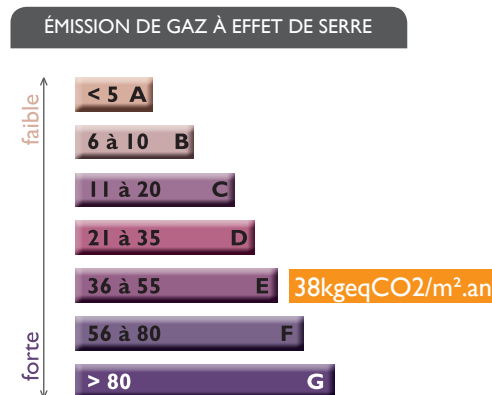 ÉMISSION DE GAZ À EFFET DE SERRE
faible
< 5 A
6 à 10 B
11 à 20 C
21 à 35 D
36 à 55 E 38kgeqCO2/m².an
56 à 80 F
forte
> 80 G